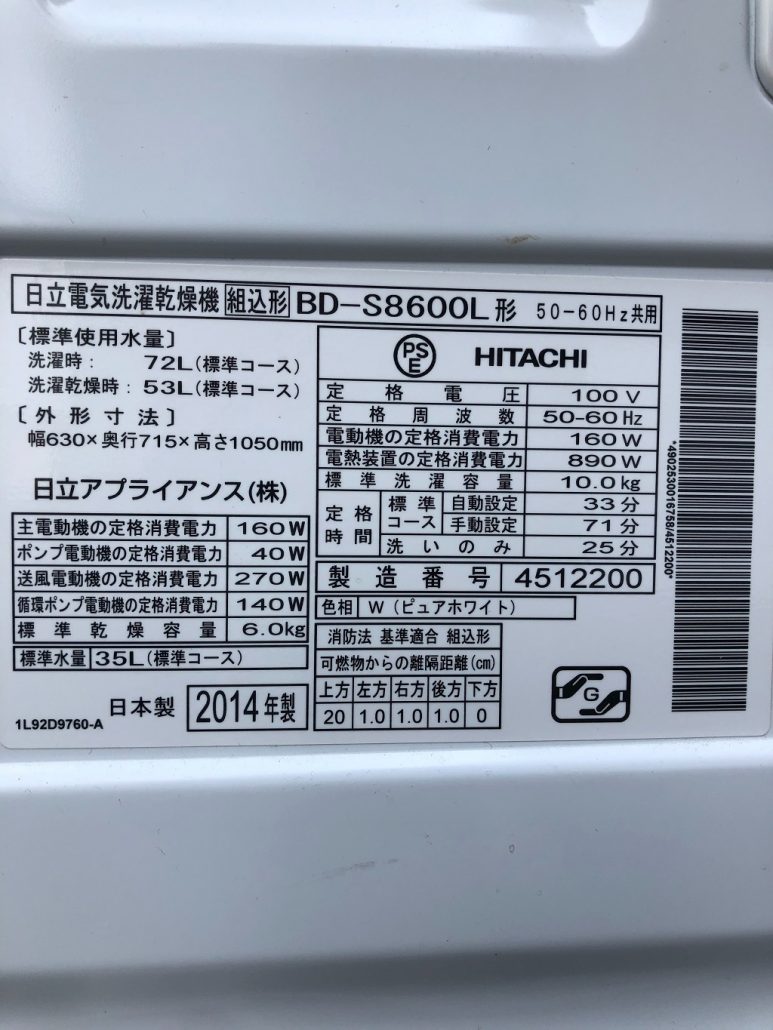 日立電気洗濯乾燥機 組込形 BD-S8600L形 50-60Hz共用
〔標準使用水量〕
洗濯時： 72L(標準コース)
洗濯乾燥時：53L(標準コース)
〔外形寸法〕
幅630×奥行715×高さ1050mm
日立アプライアンス(株)
主電動機の定格消費電力 160W
ポンプ電動機の定格消費電力 40W
送風電動機の定格消費電力 270W
循環ポンプ電動機の定格消費電力 140W
標準乾燥容量 6.0kg
標準水量 35L(標準コース)
1L92D9760-A
日本製 2014年製
PSE HITACHI
定格電圧 100V
定格周波数 50-60Hz
電動機の定格消費電力 160W
電熱装置の定格消費電力 890W
標準洗濯容量 10.0kg
定格時間 標準コース 自動設定 33分
手動設定 71分
洗いのみ 25分
製造番号 4512200
色相 W(ピュアホワイト)
消防法 基準適合 組込形
可燃物からの離隔距離(cm)
上方 左方 右方 後方 下方
20 1.0 1.0 1.0 0
G
*4902530016758/4512200*